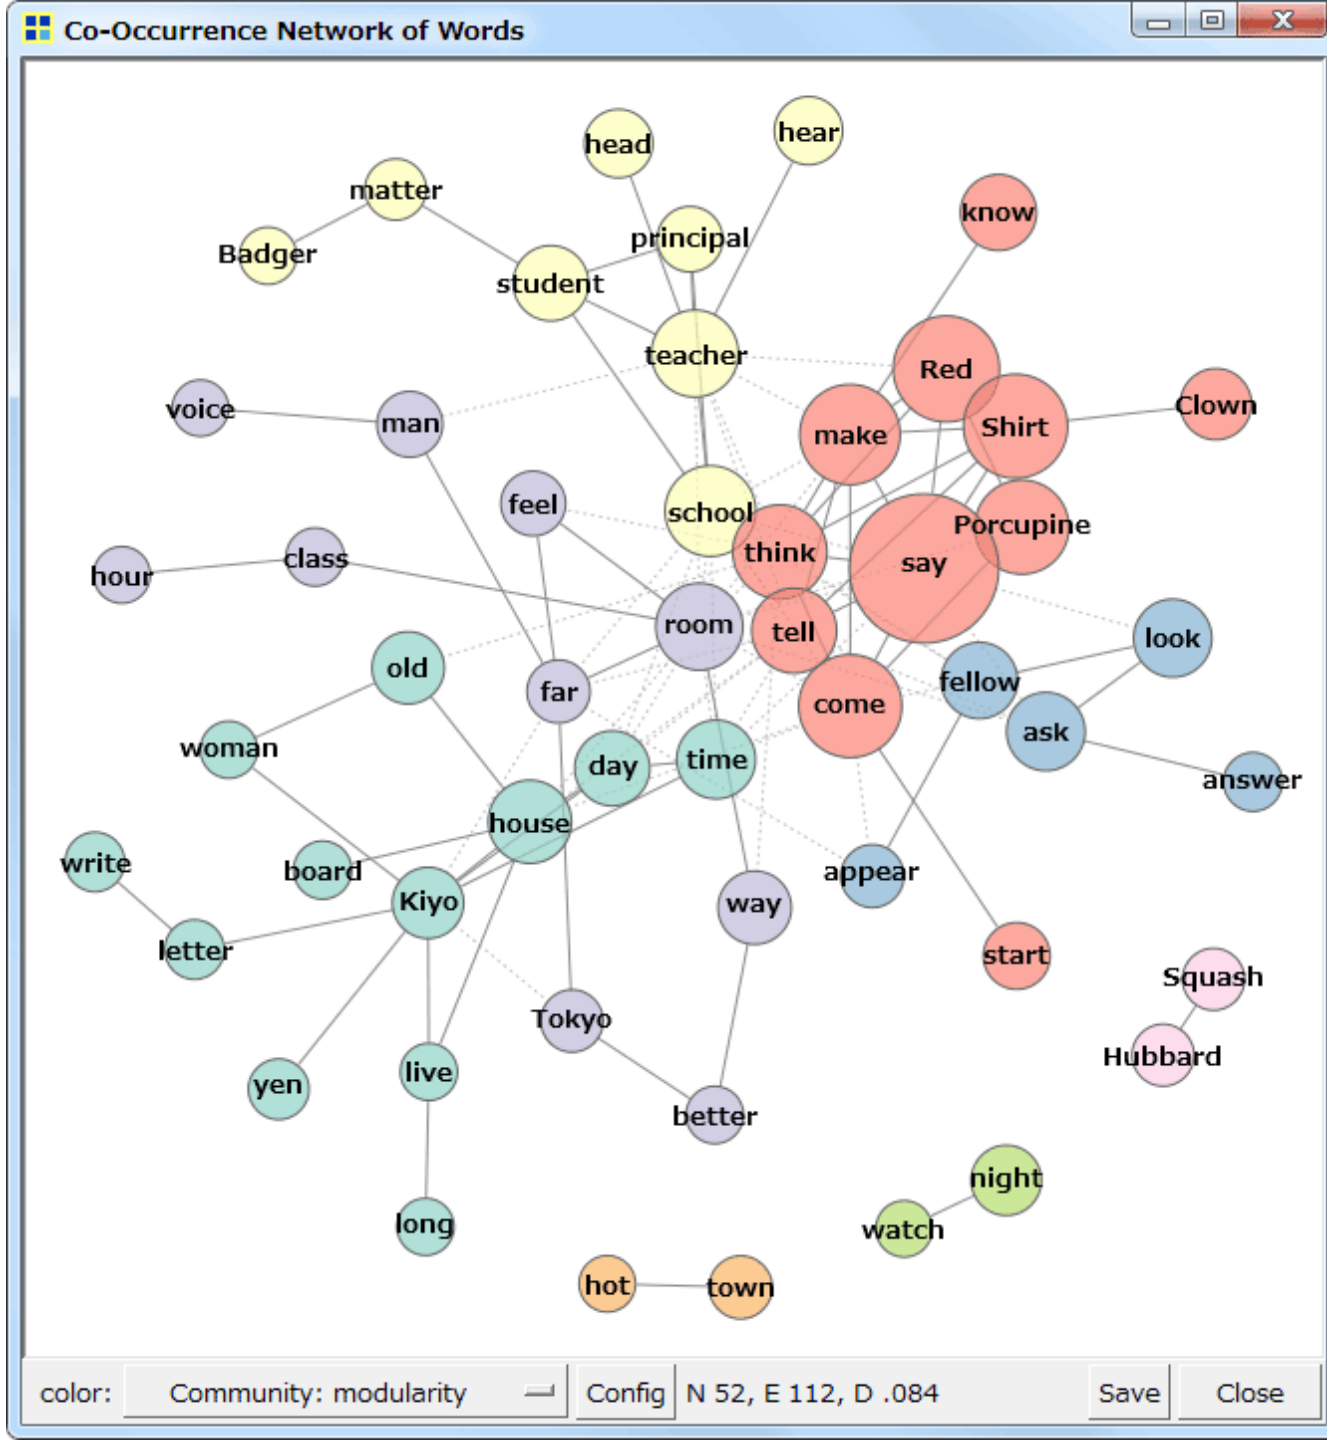 Co-Occurrence Network of Words
head
hear
matter
know
principal
Badger
student
teacher
Red
voice
man
make
Shirt
Clown
feel
school
think
say
Porcupine
hour
class
room
tell
look
old
far
come
fellow
ask
woman
day
time
answer
house
write
board
Kiyo
appear
way
letter
start
Squash
Tokyo
Hubbard
yen
live
better
night
long
watch
hot
town
color:
Community: modularity
Config
N 52, E 112, D .084
Save
Close